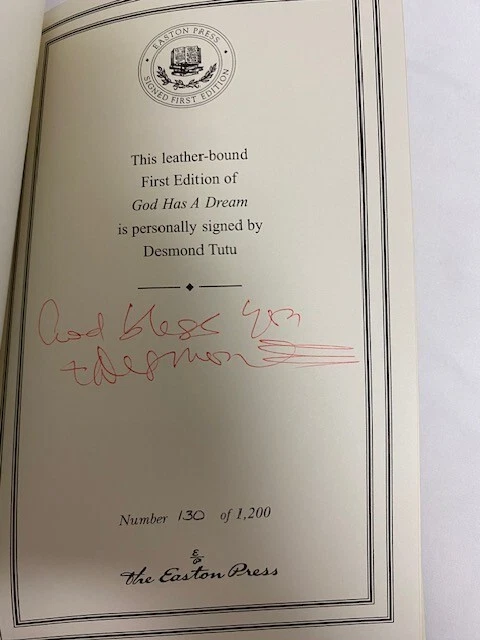 EASTON PRESS
SIGNED FIRST EDITION
This leather-bound
First Edition of
God Has A Dream
is personally signed by
Desmond Tutu
God bless you
+Desmond
Number 130 of 1,200
E/P
The Easton Press